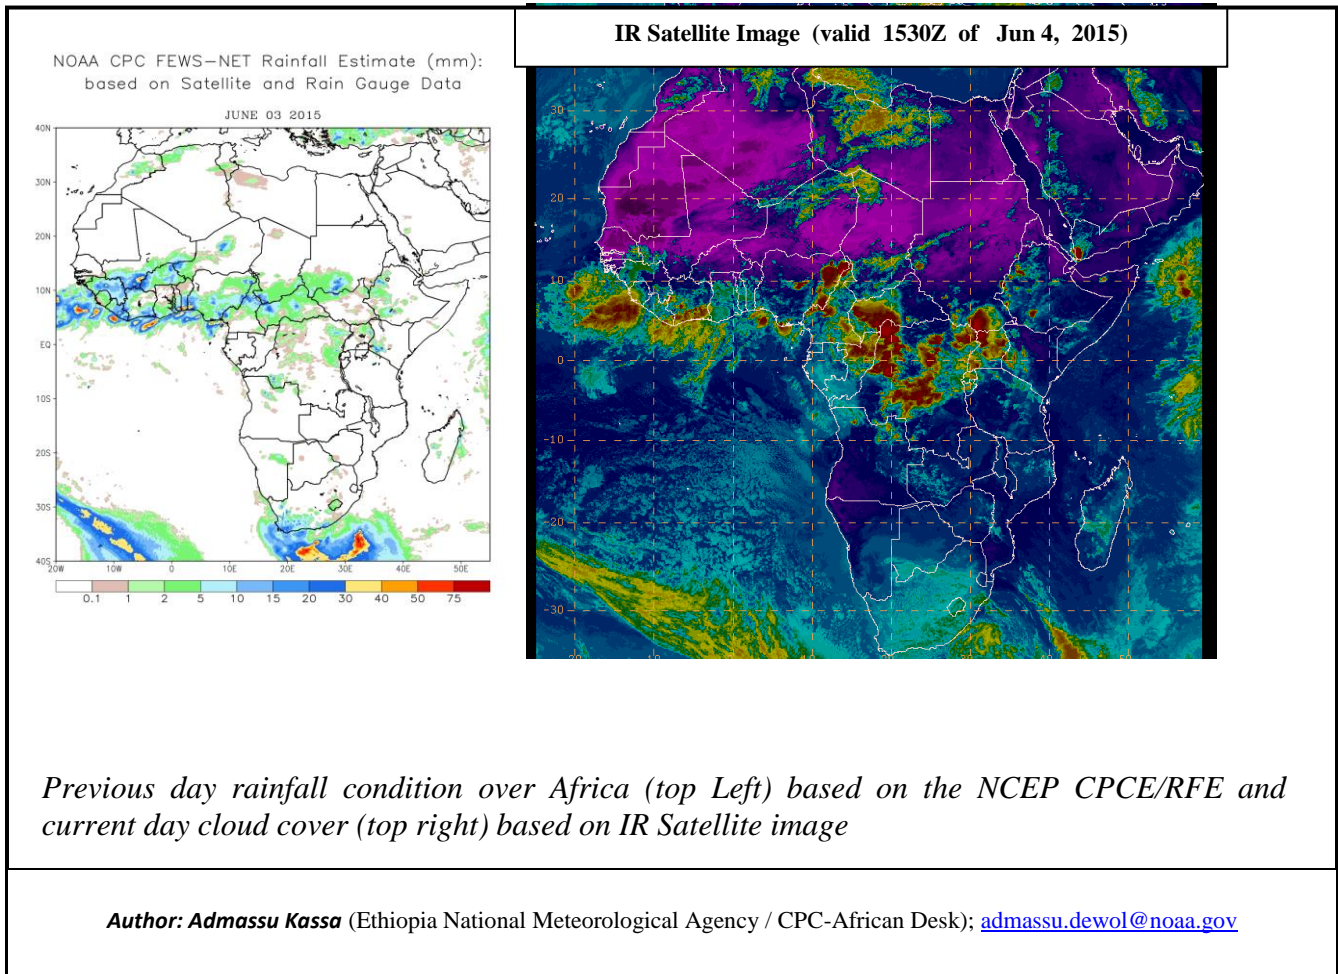 IR Satellite Image (valid 1530Z of Jun 4, 2015)
NOAA CPC FEWS-NET Rainfall Estimate (mm):
based on Satellite and Rain Gauge Data
JUNE 03 2015
40N
30N
20N
10N
EQ
10S
20S
30S
40S
20W 10W 0 10E 20E 30E 40E 50E
0.1 1 2 5 10 15 20 30 40 50 75
30
20
10
0
-10
-20
-30
Previous day rainfall condition over Africa (top Left) based on the NCEP CPCE/RFE and
current day cloud cover (top right) based on IR Satellite image
Author: Admassu Kassa (Ethiopia National Meteorological Agency / CPC-African Desk); admassu.dewol@noaa.gov